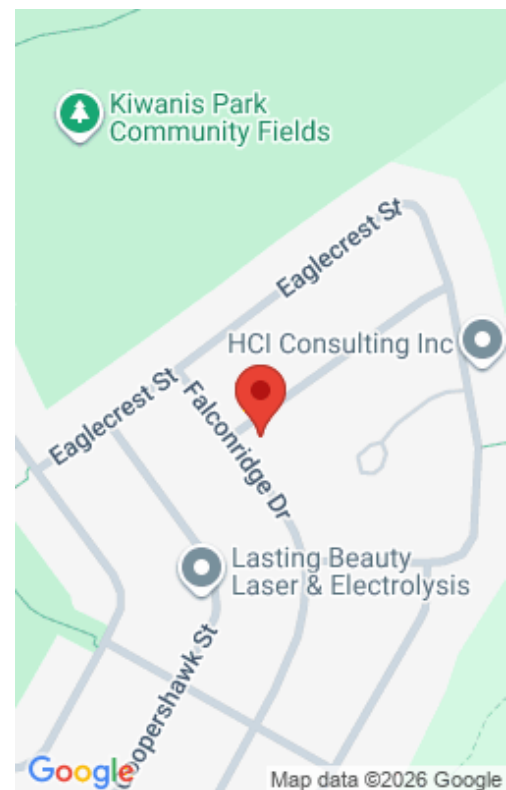 Kiwanis Park
Community Fields
Eaglecrest St
HCI Consulting Inc
Eaglecrest St
Falconridge Dr
Lasting Beauty
Laser & Electrolysis
Coopershawk St
Google
Map data ©2026 Google